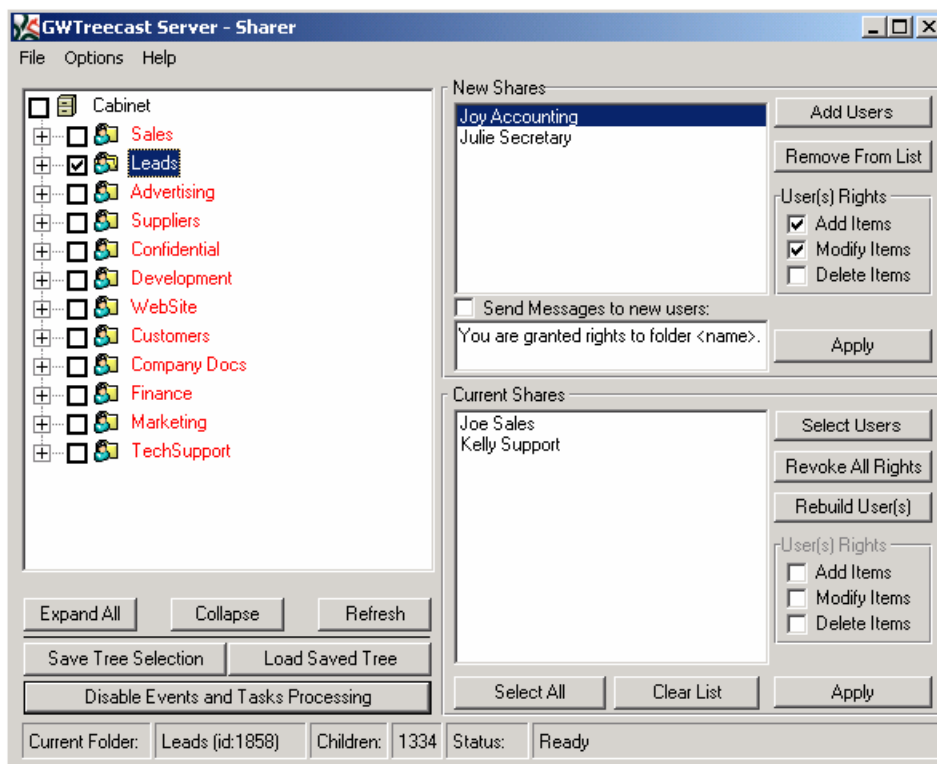 GWTreecast Server - Sharer
File Options Help
Cabinet
Sales
Leads
Advertising
Suppliers
Confidential
Development
WebSite
Customers
Company Docs
Finance
Marketing
TechSupport
Expand All Collapse Refresh
Save Tree Selection Load Saved Tree
Disable Events and Tasks Processing
New Shares
Joy Accounting
Julie Secretary
Add Users
Remove From List
User(s) Rights
Add Items
Modify Items
Delete Items
Send Messages to new users:
You are granted rights to folder <name>.
Apply
Current Shares
Joe Sales
Kelly Support
Select Users
Revoke All Rights
Rebuild User(s)
User(s) Rights
Add Items
Modify Items
Delete Items
Select All Clear List Apply
Current Folder: Leads (id:1858) Children: 1334 Status: Ready